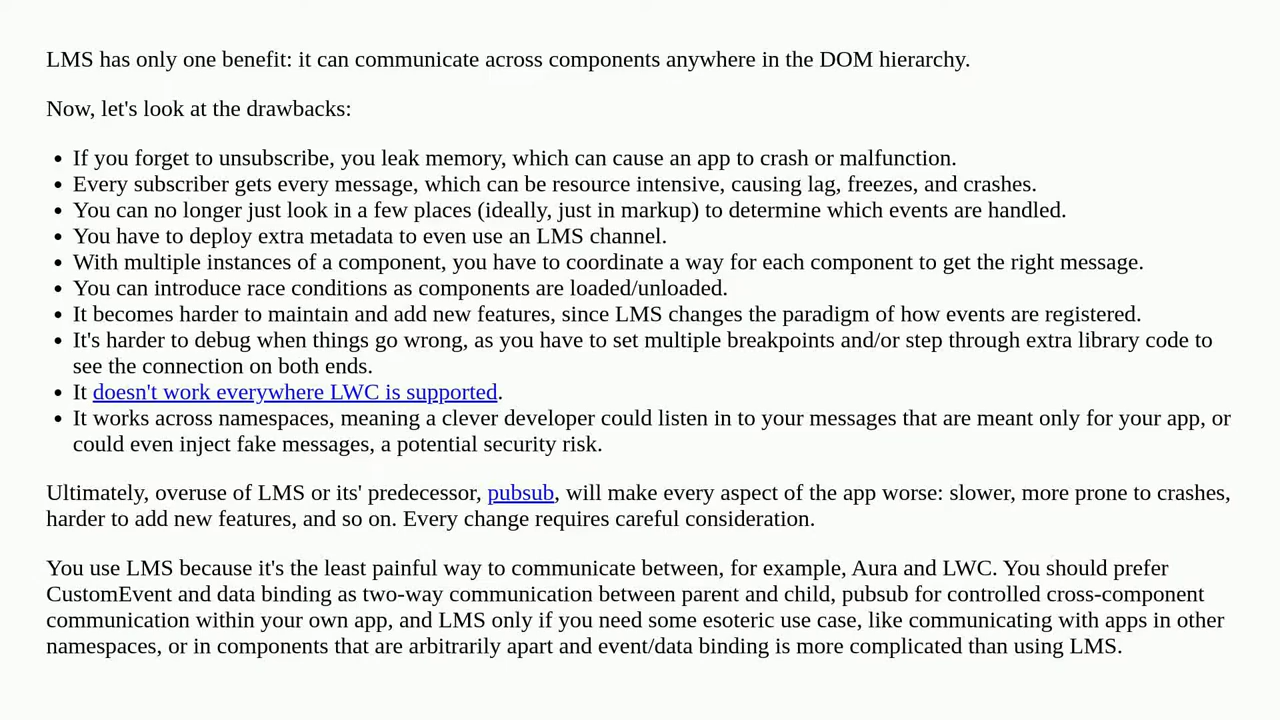 LMS has only one benefit: it can communicate across components anywhere in the DOM hierarchy.
Now, let's look at the drawbacks:
• If you forget to unsubscribe, you leak memory, which can cause an app to crash or malfunction.
• Every subscriber gets every message, which can be resource intensive, causing lag, freezes, and crashes.
• You can no longer just look in a few places (ideally, just in markup) to determine which events are handled.
• You have to deploy extra metadata to even use an LMS channel.
• With multiple instances of a component, you have to coordinate a way for each component to get the right message.
• You can introduce race conditions as components are loaded/unloaded.
• It becomes harder to maintain and add new features, since LMS changes the paradigm of how events are registered.
• It's harder to debug when things go wrong, as you have to set multiple breakpoints and/or step through extra library code to
see the connection on both ends.
• It doesn't work everywhere LWC is supported.
• It works across namespaces, meaning a clever developer could listen in to your messages that are meant only for your app, or
could even inject fake messages, a potential security risk.
Ultimately, overuse of LMS or its' predecessor, pubsub, will make every aspect of the app worse: slower, more prone to crashes,
harder to add new features, and so on. Every change requires careful consideration.
You use LMS because it's the least painful way to communicate between, for example, Aura and LWC. You should prefer
CustomEvent and data binding as two-way communication between parent and child, pubsub for controlled cross-component
communication within your own app, and LMS only if you need some esoteric use case, like communicating with apps in other
namespaces, or in components that are arbitrarily apart and event/data binding is more complicated than using LMS.